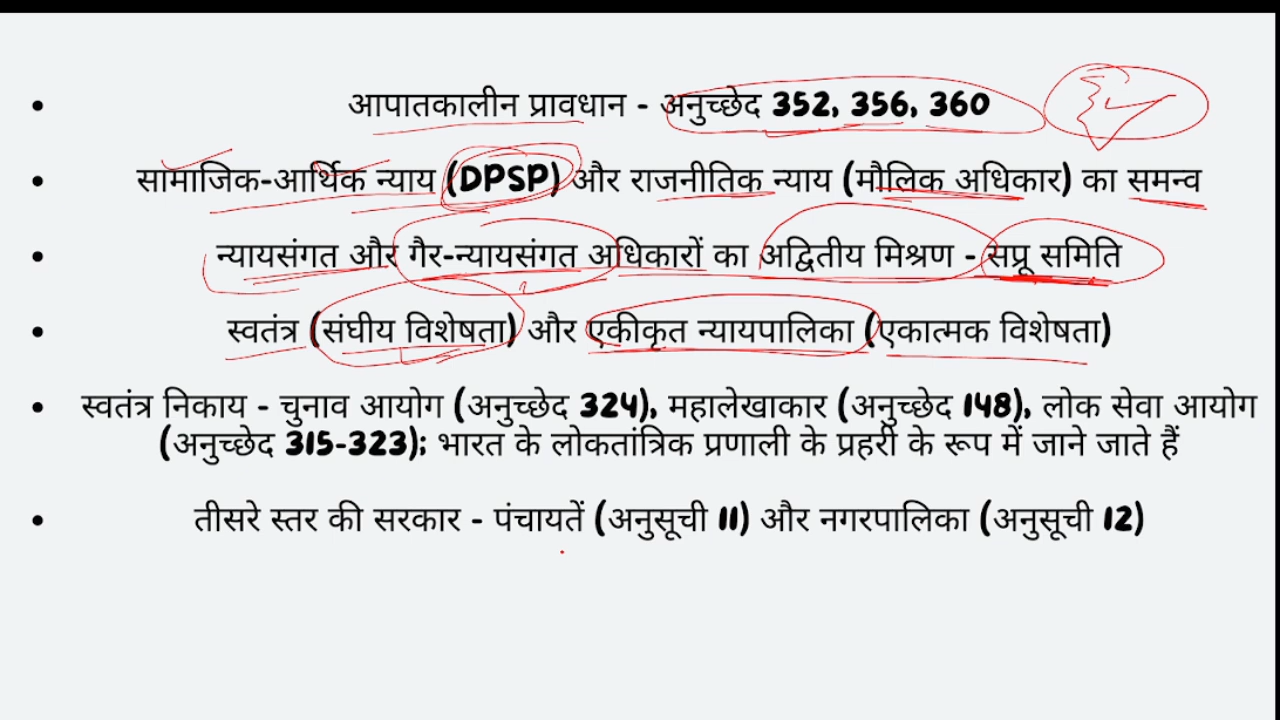 • आपातकालीन प्रावधान - अनुच्छेद 352, 356, 360
• सामाजिक-आर्थिक न्याय (DPSP) और राजनीतिक न्याय (मौलिक अधिकार) का समन्व
• न्यायसंगत और गैर-न्यायसंगत अधिकारों का अद्वितीय मिश्रण - सप्रू समिति
• स्वतंत्र (संघीय विशेषता) और एकीकृत न्यायपालिका (एकात्मक विशेषता)
• स्वतंत्र निकाय - चुनाव आयोग (अनुच्छेद 324), महालेखाकार (अनुच्छेद 148), लोक सेवा आयोग
(अनुच्छेद 315-323); भारत के लोकतांत्रिक प्रणाली के प्रहरी के रूप में जाने जाते हैं
• तीसरे स्तर की सरकार - पंचायतें (अनुसूची 11) और नगरपालिका (अनुसूची 12)